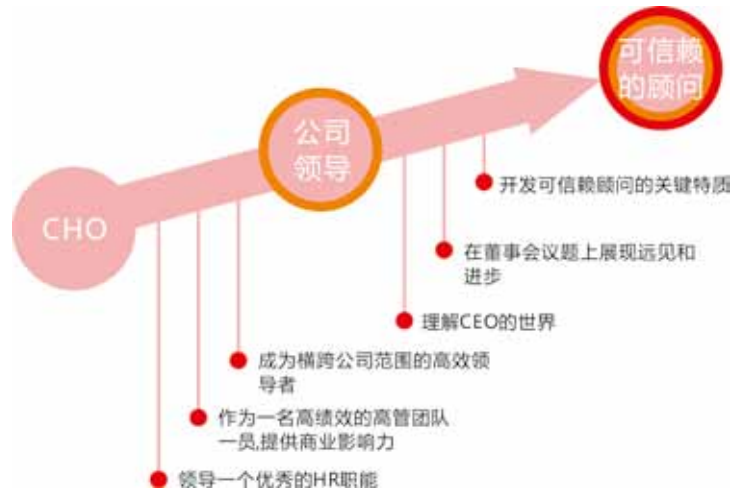 可信赖
的顾问
公司
领导
CHO
开发可信赖顾问的关键特质
在董事会议题上展现远见和
进步
理解CEO的世界
成为横跨公司范围的高效领
导者
作为一名高绩效的高管团队
一员,提供商业影响力
领导一个优秀的HR职能